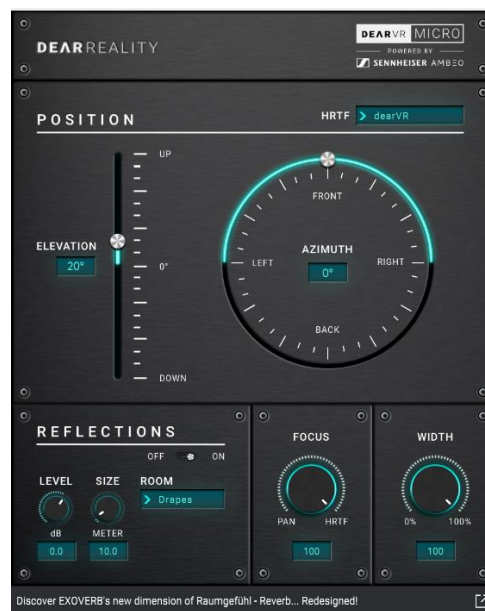 DEARREALITY
DEARVR MICRO
POWERED BY
SENNHEISER AMBEO
POSITION
HRTF > dearVR
UP
FRONT
ELEVATION
20°
0°
LEFT
AZIMUTH
0°
RIGHT
BACK
DOWN
REFLECTIONS
OFF ON
LEVEL SIZE ROOM
> Drapes
dB METER
0.0 10.0
FOCUS
PAN HRTF
100
WIDTH
0% 100%
100
Discover EXOVERB's new dimension of Raumgefühl - Reverb... Redesigned!